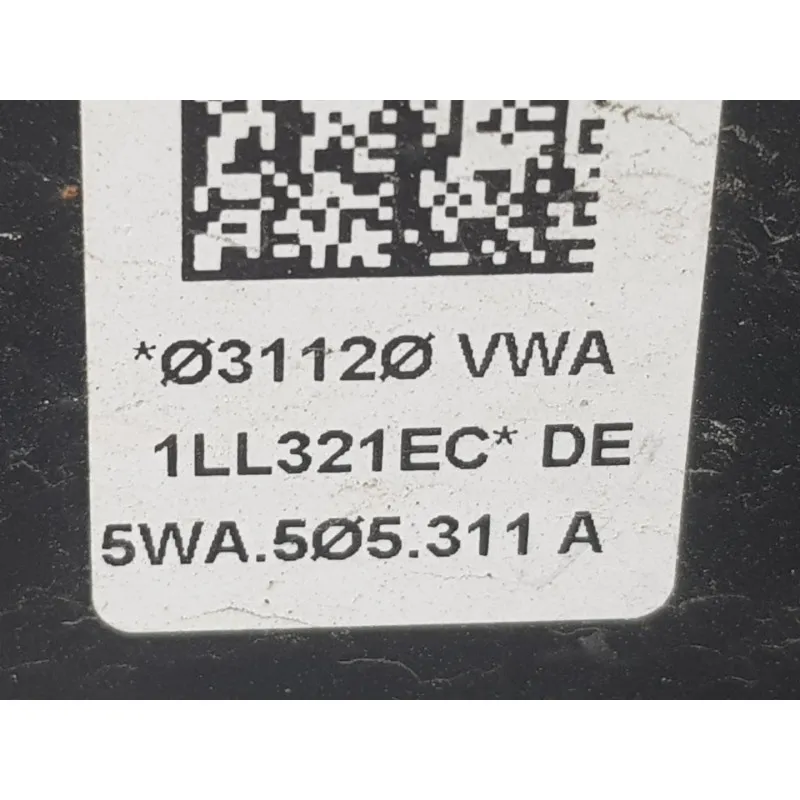 *Ø3112Ø VWA
1LL321EC* DE
5WA.5Ø5.311 A